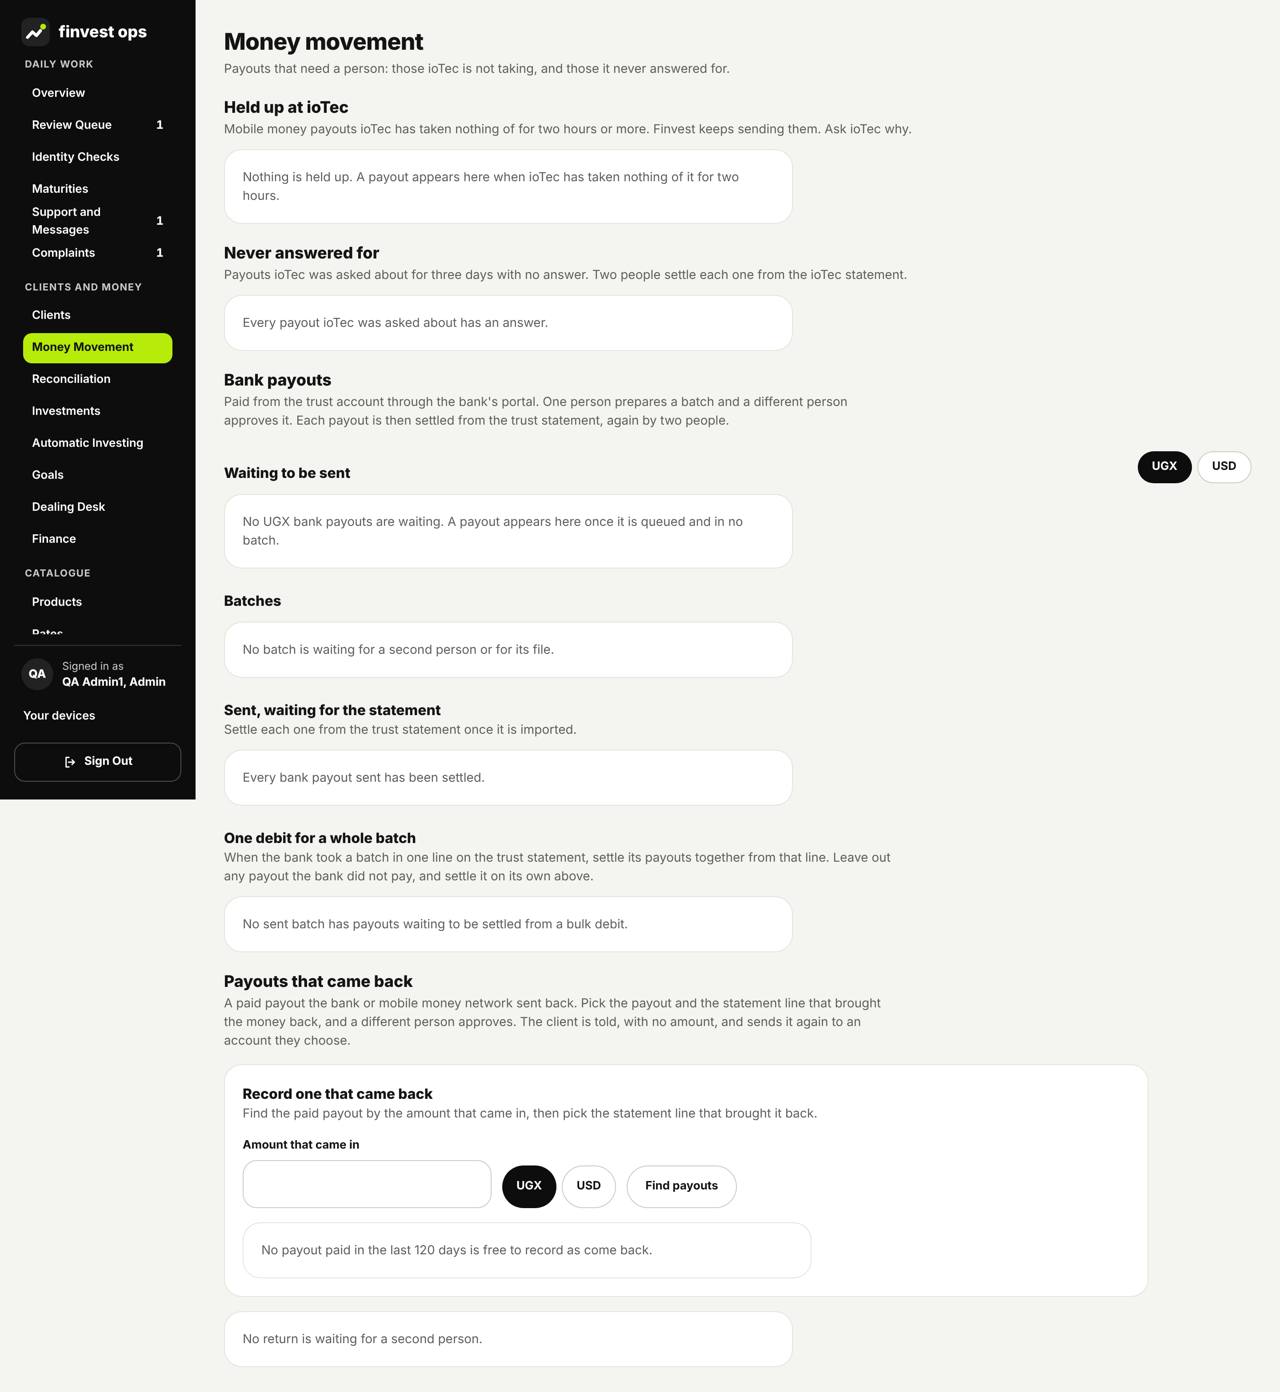 finvest ops
DAILY WORK
Overview
Review Queue 1
Identity Checks
Maturities
Support and
Messages 1
Complaints 1
CLIENTS AND MONEY
Clients
Money Movement
Reconciliation
Investments
Automatic Investing
Goals
Dealing Desk
Finance
CATALOGUE
Products
Rates
QA
Signed in as
QA Admin1, Admin
Your devices
Sign Out
Money movement
Payouts that need a person: those ioTec is not taking, and those it never answered for.
Held up at ioTec
Mobile money payouts ioTec has taken nothing of for two hours or more. Finvest keeps sending them. Ask ioTec why.
Nothing is held up. A payout appears here when ioTec has taken nothing of it for two
hours.
Never answered for
Payouts ioTec was asked about for three days with no answer. Two people settle each one from the ioTec statement.
Every payout ioTec was asked about has an answer.
Bank payouts
Paid from the trust account through the bank's portal. One person prepares a batch and a different person
approves it. Each payout is then settled from the trust statement, again by two people.
Waiting to be sent
UGX USD
No UGX bank payouts are waiting. A payout appears here once it is queued and in no
batch.
Batches
No batch is waiting for a second person or for its file.
Sent, waiting for the statement
Settle each one from the trust statement once it is imported.
Every bank payout sent has been settled.
One debit for a whole batch
When the bank took a batch in one line on the trust statement, settle its payouts together from that line. Leave out
any payout the bank did not pay, and settle it on its own above.
No sent batch has payouts waiting to be settled from a bulk debit.
Payouts that came back
A paid payout the bank or mobile money network sent back. Pick the payout and the statement line that brought
the money back, and a different person approves. The client is told, with no amount, and sends it again to an
account they choose.
Record one that came back
Find the paid payout by the amount that came in, then pick the statement line that brought it back.
Amount that came in
UGX USD Find payouts
No payout paid in the last 120 days is free to record as come back.
No return is waiting for a second person.